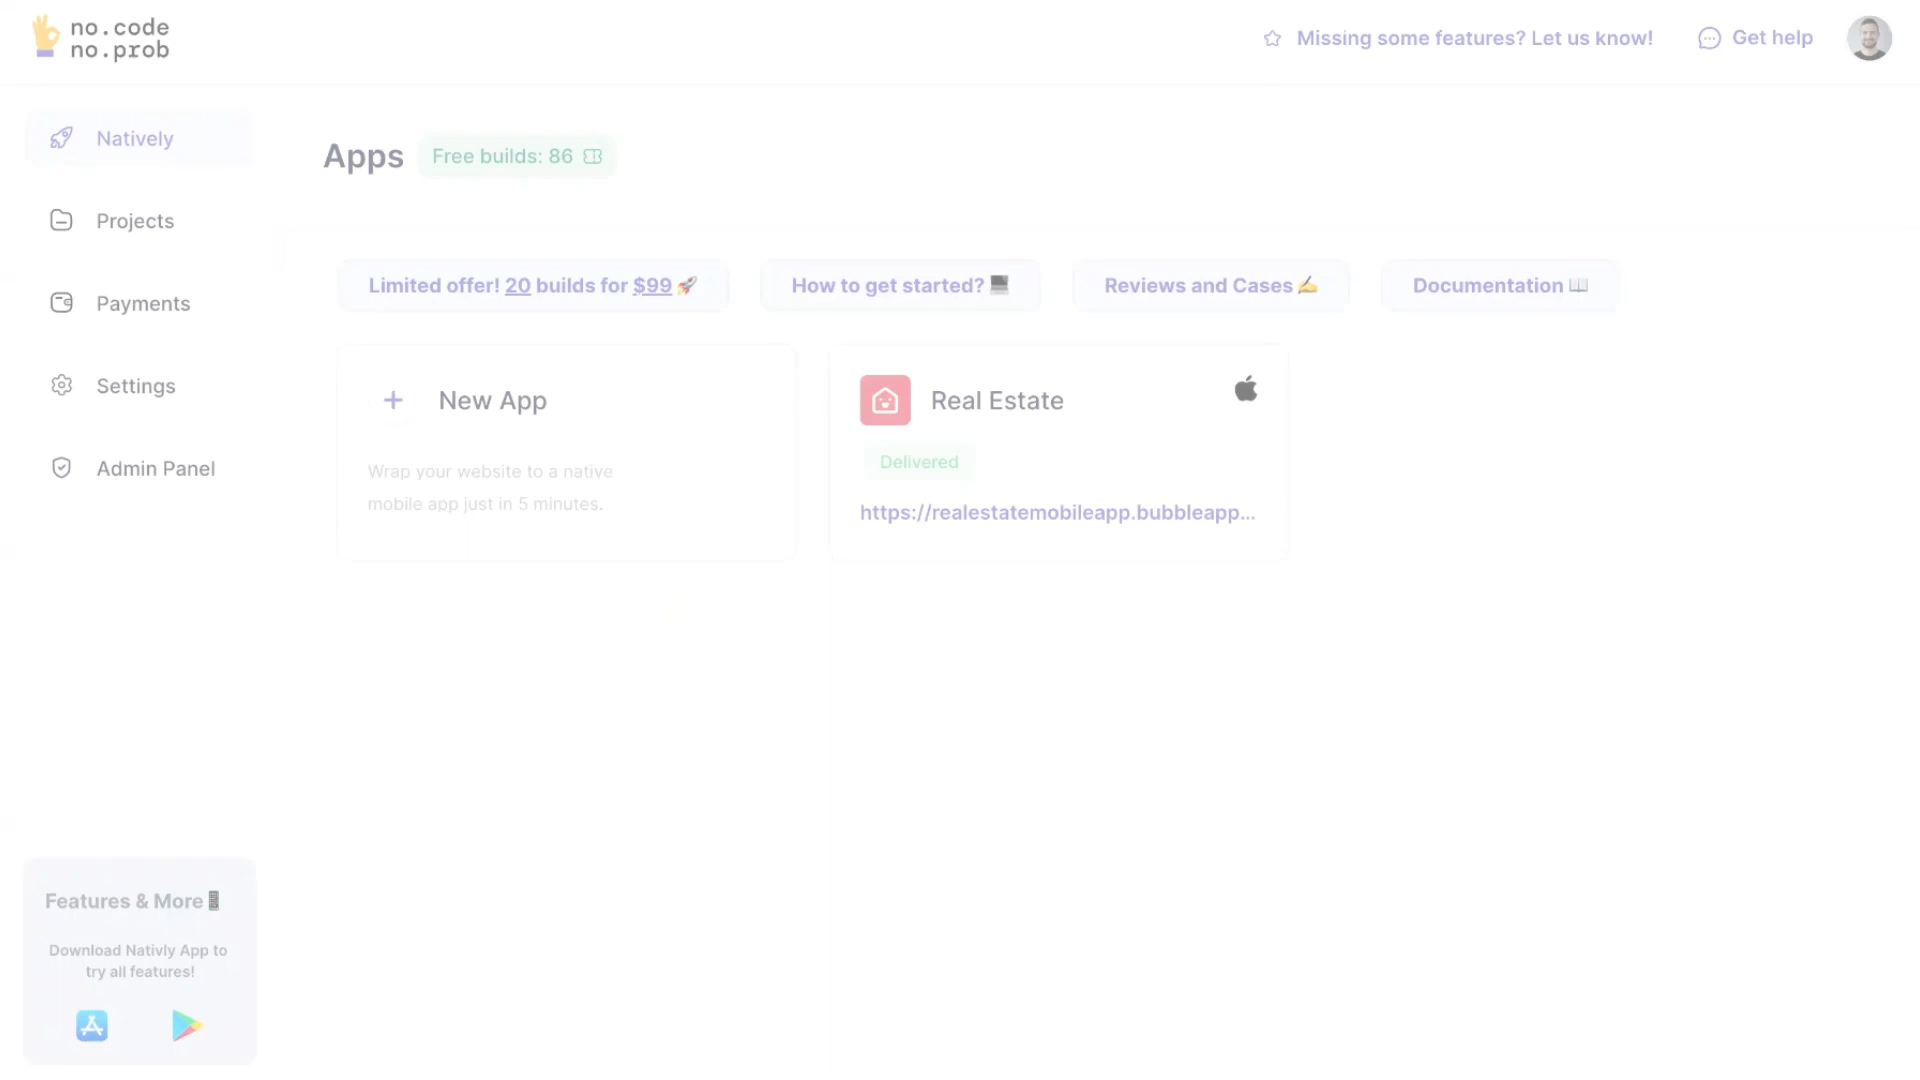 no.code
no.prob
Missing some features? Let us know!
Get help
Natively
Projects
Payments
Settings
Admin Panel
Apps
Free builds: 86
Limited offer! 20 builds for $99
How to get started?
Reviews and Cases
Documentation
New App
Wrap your website to a native
mobile app just in 5 minutes.
Real Estate
Delivered
https://realestatemobileapp.bubbleapp...
Features & More
Download Nativly App to
try all features!